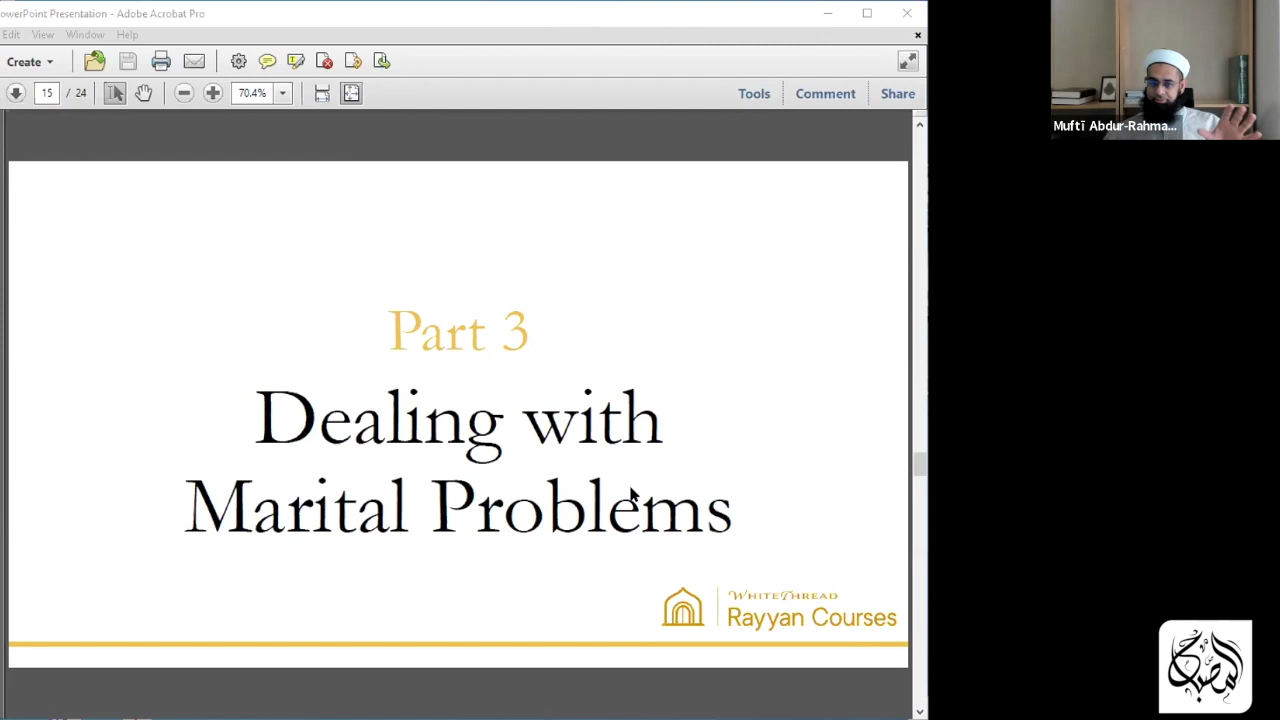 owerPoint Presentation - Adobe Acrobat Pro
Edit View Window Help
Create
15 / 24 70.4% Tools Comment Share
Muftī Abdur-Rahma...
Part 3
Dealing with
Marital Problems
WHITETHREAD
Rayyan Courses
المصباح